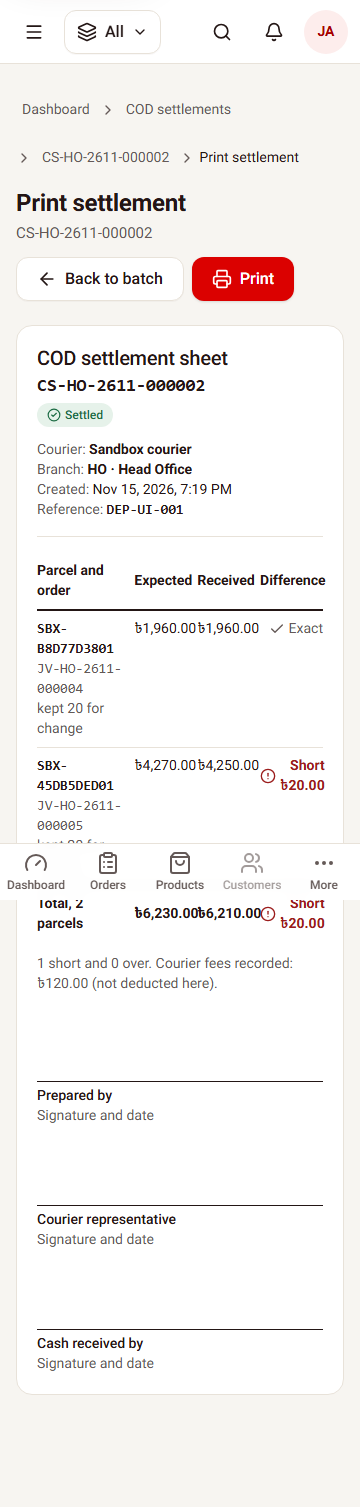 All
JA
Dashboard > COD settlements
> CS-HO-2611-000002 > Print settlement
Print settlement
CS-HO-2611-000002
Back to batch
Print
COD settlement sheet
CS-HO-2611-000002
Settled
Courier: Sandbox courier
Branch: HO · Head Office
Created: Nov 15, 2026, 7:19 PM
Reference: DEP-UI-001
Parcel and
order
Expected Received Difference
SBX-
B8D77D3801
JV-HO-2611-
000004
kept 20 for
change
৳1,960.00 ৳1,960.00 Exact
SBX-
45DB5DED01
JV-HO-2611-
000005
৳4,270.00 ৳4,250.00 Short
৳20.00
Dashboard Orders Products Customers More
Total, 2
parcels
৳6,230.00 ৳6,210.00 Short
৳20.00
1 short and 0 over. Courier fees recorded:
৳120.00 (not deducted here).
Prepared by
Signature and date
Courier representative
Signature and date
Cash received by
Signature and date